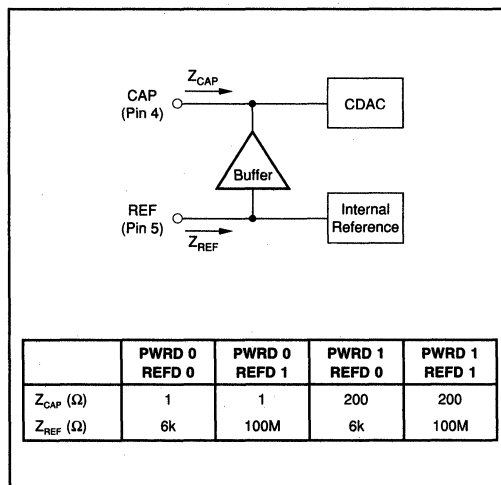 Z_CAP
CAP
(Pin 4)
CDAC
Buffer
REF
(Pin 5)
Internal
Reference
Z_REF
PWRD 0 REFD 0 | PWRD 0 REFD 1 | PWRD 1 REFD 0 | PWRD 1 REFD 1
Z_CAP (Ω) 1 1 200 200
Z_REF (Ω) 6k 100M 6k 100M